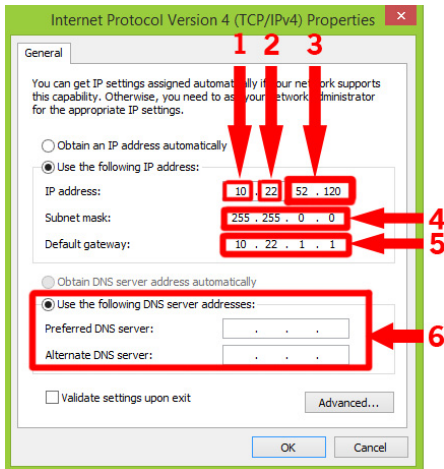 Internet Protocol Version 4 (TCP/IPv4) Properties
1 2 3
General
You can get IP settings assigned automatically if your network supports
this capability. Otherwise, you need to ask your network administrator
for the appropriate IP settings.
Obtain an IP address automatically
Use the following IP address:
IP address: 10 . 22 52 . 120
Subnet mask: 255 . 255 . 0 . 0 4
Default gateway: 10 . 22 . 1 . 1 5
Obtain DNS server address automatically
Use the following DNS server addresses:
Preferred DNS server: . . .
6
Alternate DNS server: . . .
Validate settings upon exit
Advanced...
OK Cancel